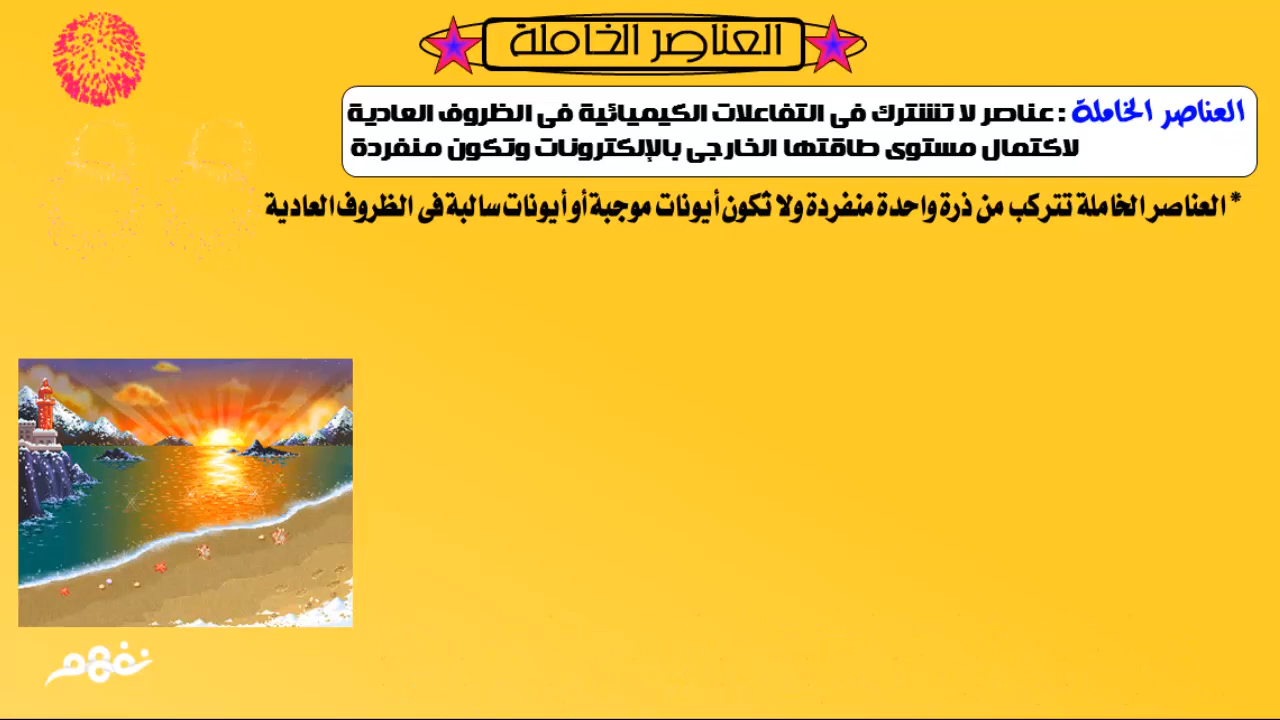 العناصر الخاملة
العناصر الخاملة : عناصر لا تشترك فى التفاعلات الكيميائية فى الظروف العادية
لاكتمال مستوى طاقتها الخارجى بالإلكترونات وتكون منفردة
* العناصر الخاملة تتركب من ذرة واحدة منفردة ولا تكون أيونات موجبة أو أيونات سالبة فى الظروف العادية
نفهم